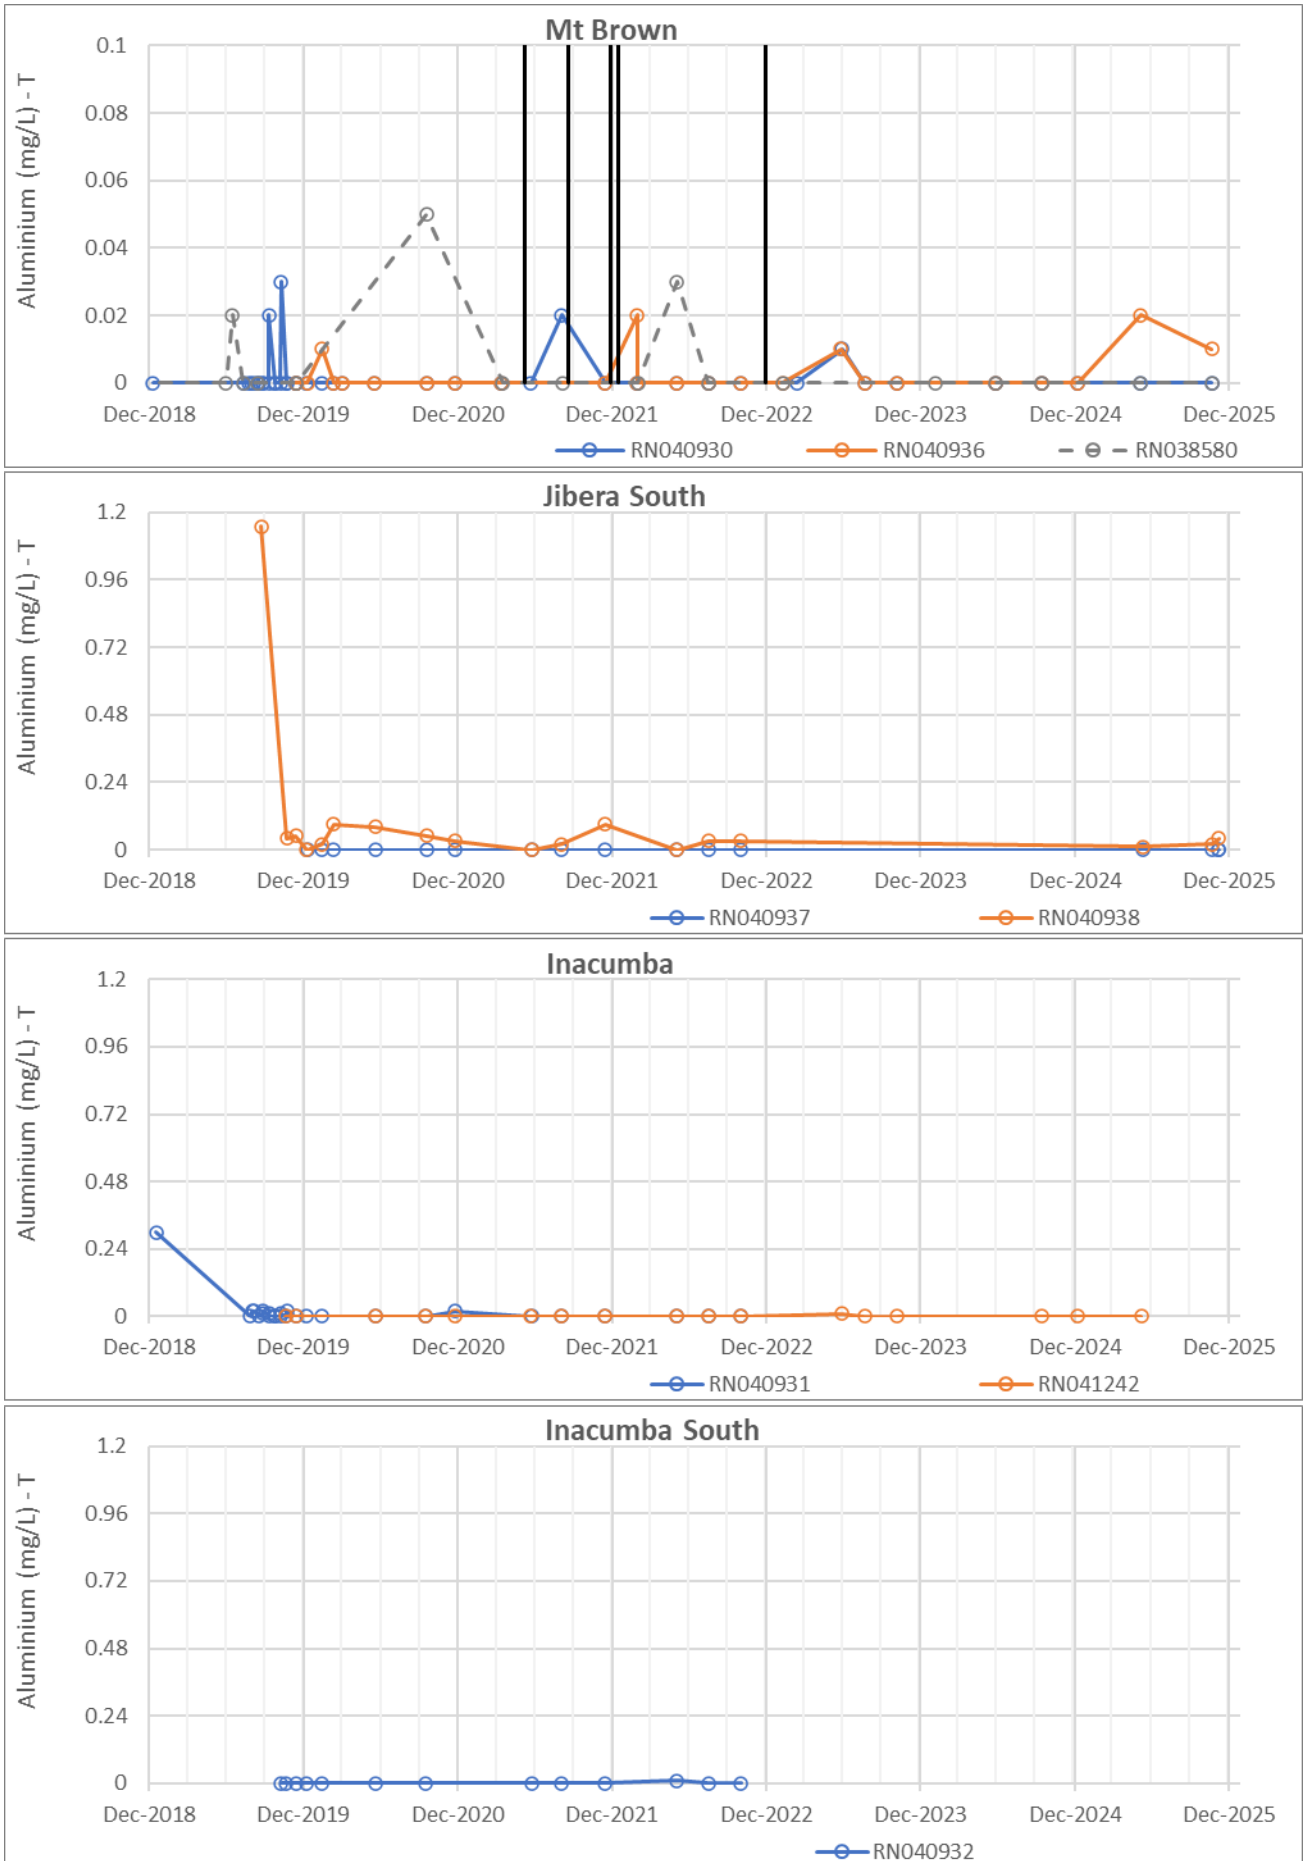 Mt Brown
Aluminium (mg/L) - T
0.1
0.08
0.06
0.04
0.02
0
Dec-2018 Dec-2019 Dec-2020 Dec-2021 Dec-2022 Dec-2023 Dec-2024 Dec-2025
RN040930 RN040936 RN038580
Jibera South
Aluminium (mg/L) - T
1.2
0.96
0.72
0.48
0.24
0
Dec-2018 Dec-2019 Dec-2020 Dec-2021 Dec-2022 Dec-2023 Dec-2024 Dec-2025
RN040937 RN040938
Inacumba
Aluminium (mg/L) - T
1.2
0.96
0.72
0.48
0.24
0
Dec-2018 Dec-2019 Dec-2020 Dec-2021 Dec-2022 Dec-2023 Dec-2024 Dec-2025
RN040931 RN041242
Inacumba South
Aluminium (mg/L) - T
1.2
0.96
0.72
0.48
0.24
0
Dec-2018 Dec-2019 Dec-2020 Dec-2021 Dec-2022 Dec-2023 Dec-2024 Dec-2025
RN040932